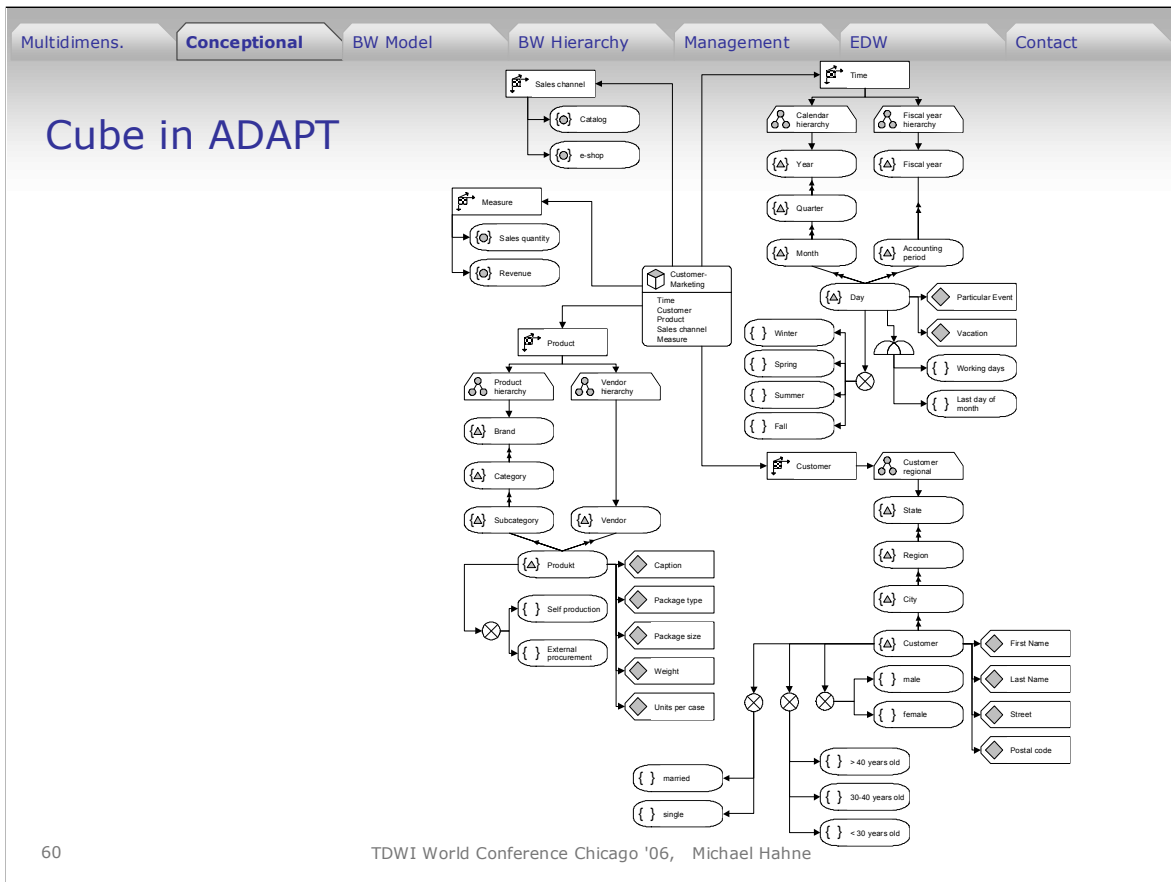 Multidimens.
Conceptional
BW Model
BW Hierarchy
Management
EDW
Contact
Cube in ADAPT
Sales channel
Catalog
e-shop
Measure
Sales quantity
Revenue
Customer-
Marketing
Time
Customer
Product
Sales channel
Measure
Time
Calendar
hierarchy
Fiscal year
hierarchy
Year
Fiscal year
Quarter
Month
Accounting
period
Day
Particular Event
Vacation
Winter
Spring
Summer
Fall
Working days
Last day of
month
Product
Product
hierarchy
Vendor
hierarchy
Brand
Category
Subcategory
Vendor
Produkt
Caption
Package type
Package size
Weight
Units per case
Self production
External
procurement
Customer
Customer
regional
State
Region
City
Customer
First Name
Last Name
Street
Postal code
male
female
married
single
> 40 years old
30-40 years old
< 30 years old
60
TDWI World Conference Chicago '06, Michael Hahne